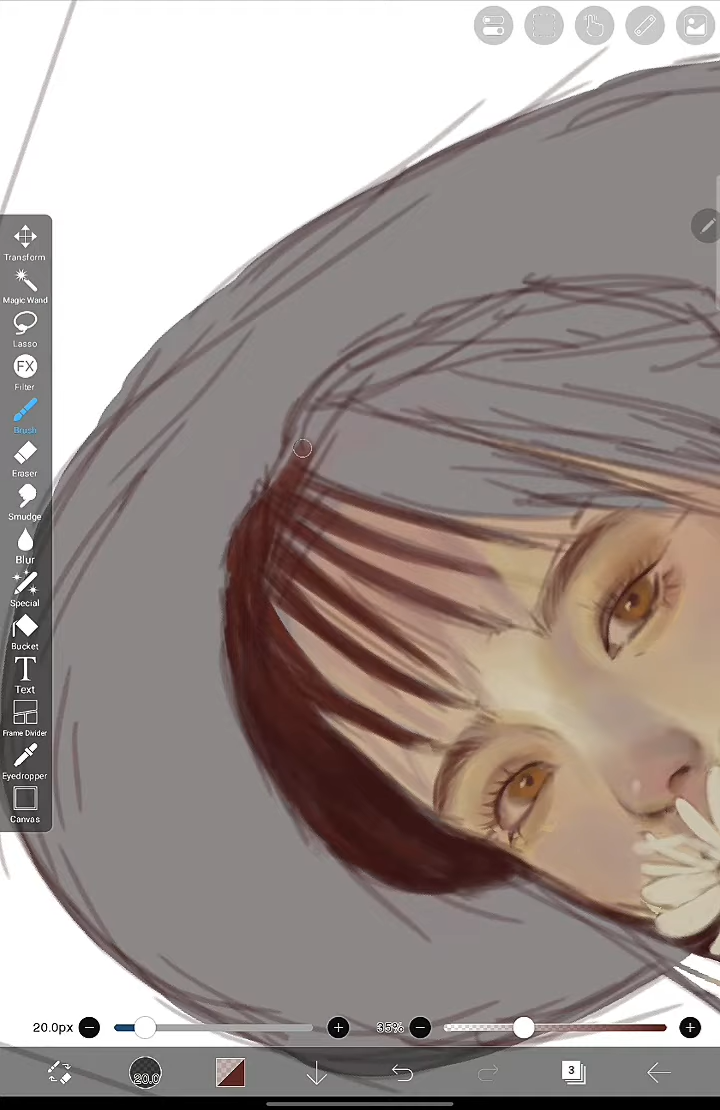 Transform
Magic Wand
Lasso
FX
Filter
Brush
Eraser
Smudge
Blur
Special
Bucket
T
Text
Frame Divider
Eyedropper
Canvas
20.0px
35%
20.0
3